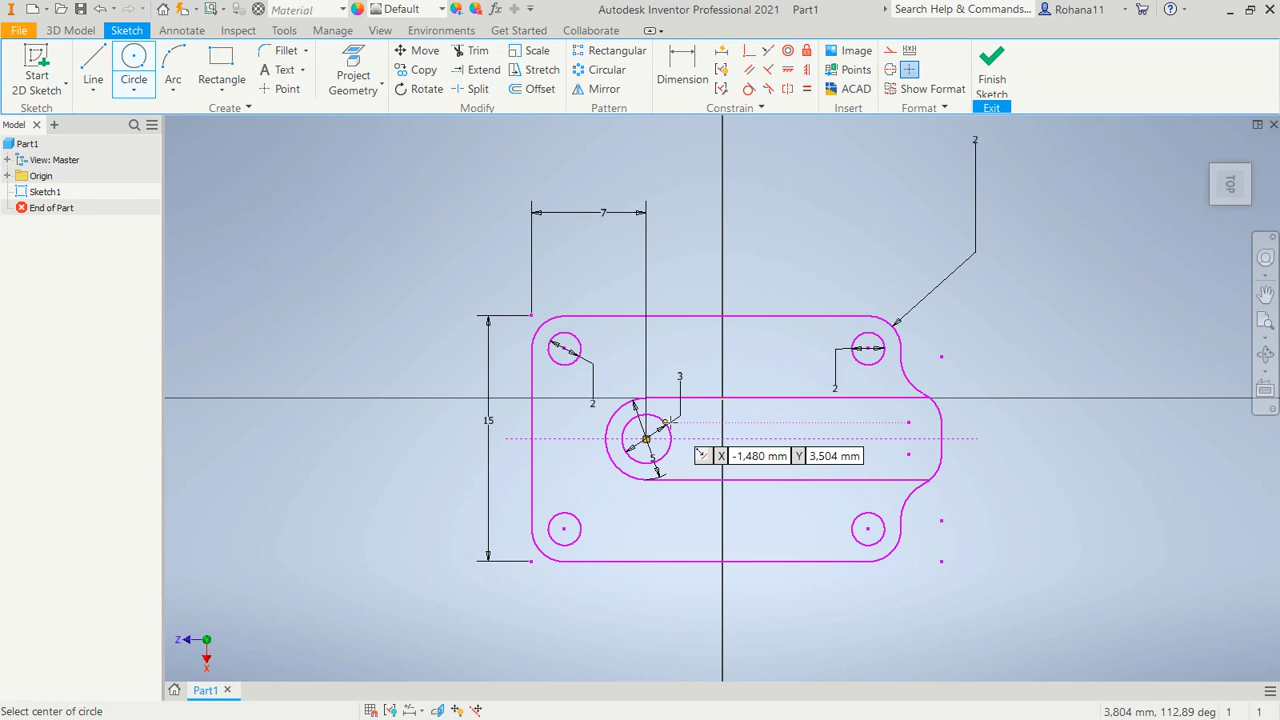 Material
Default
Autodesk Inventor Professional 2021 Part1
Search Help & Commands...
Rohana11
File
3D Model
Sketch
Annotate
Inspect
Tools
Manage
View
Environments
Get Started
Collaborate
Start
2D Sketch
Line
Circle
Arc
Rectangle
Fillet
Text
Point
Project
Geometry
Move
Copy
Rotate
Trim
Extend
Split
Scale
Stretch
Offset
Rectangular
Circular
Mirror
Dimension
Image
Points
ACAD
Show Format
Finish
Sketch
Sketch
Create
Modify
Pattern
Constrain
Insert
Format
Exit
Model
Part1
View: Master
Origin
Sketch1
End of Part
TOP
2
7
3
2
2
15
5
X -1,480 mm Y 3,504 mm
Z
X
Part1
Select center of circle
3,804 mm, 112,89 deg 1 1